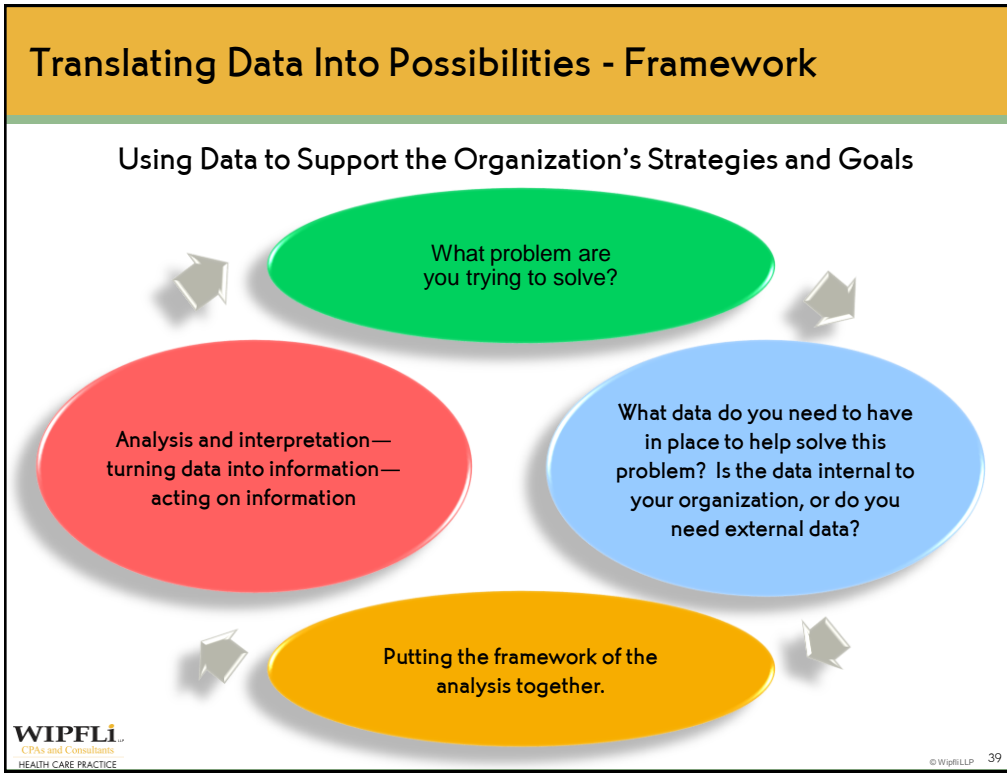 Translating Data Into Possibilities - Framework
Using Data to Support the Organization's Strategies and Goals
What problem are
you trying to solve?
What data do you need to have
in place to help solve this
problem? Is the data internal to
your organization, or do you
need external data?
Putting the framework of the
analysis together.
Analysis and interpretation—
turning data into information—
acting on information
WIPFLi LLP
CPAs and Consultants
HEALTH CARE PRACTICE
© Wipfli LLP 39